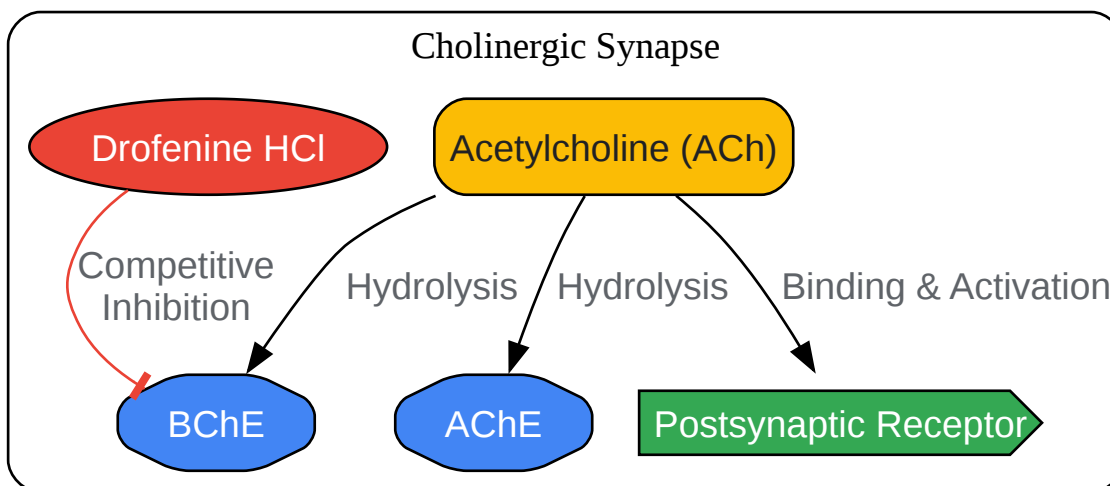 Cholinergic Synapse
Drofenine HCl
Acetylcholine (ACh)
Competitive
Inhibition
Hydrolysis
Hydrolysis
Binding & Activation
BChE
AChE
Postsynaptic Receptor